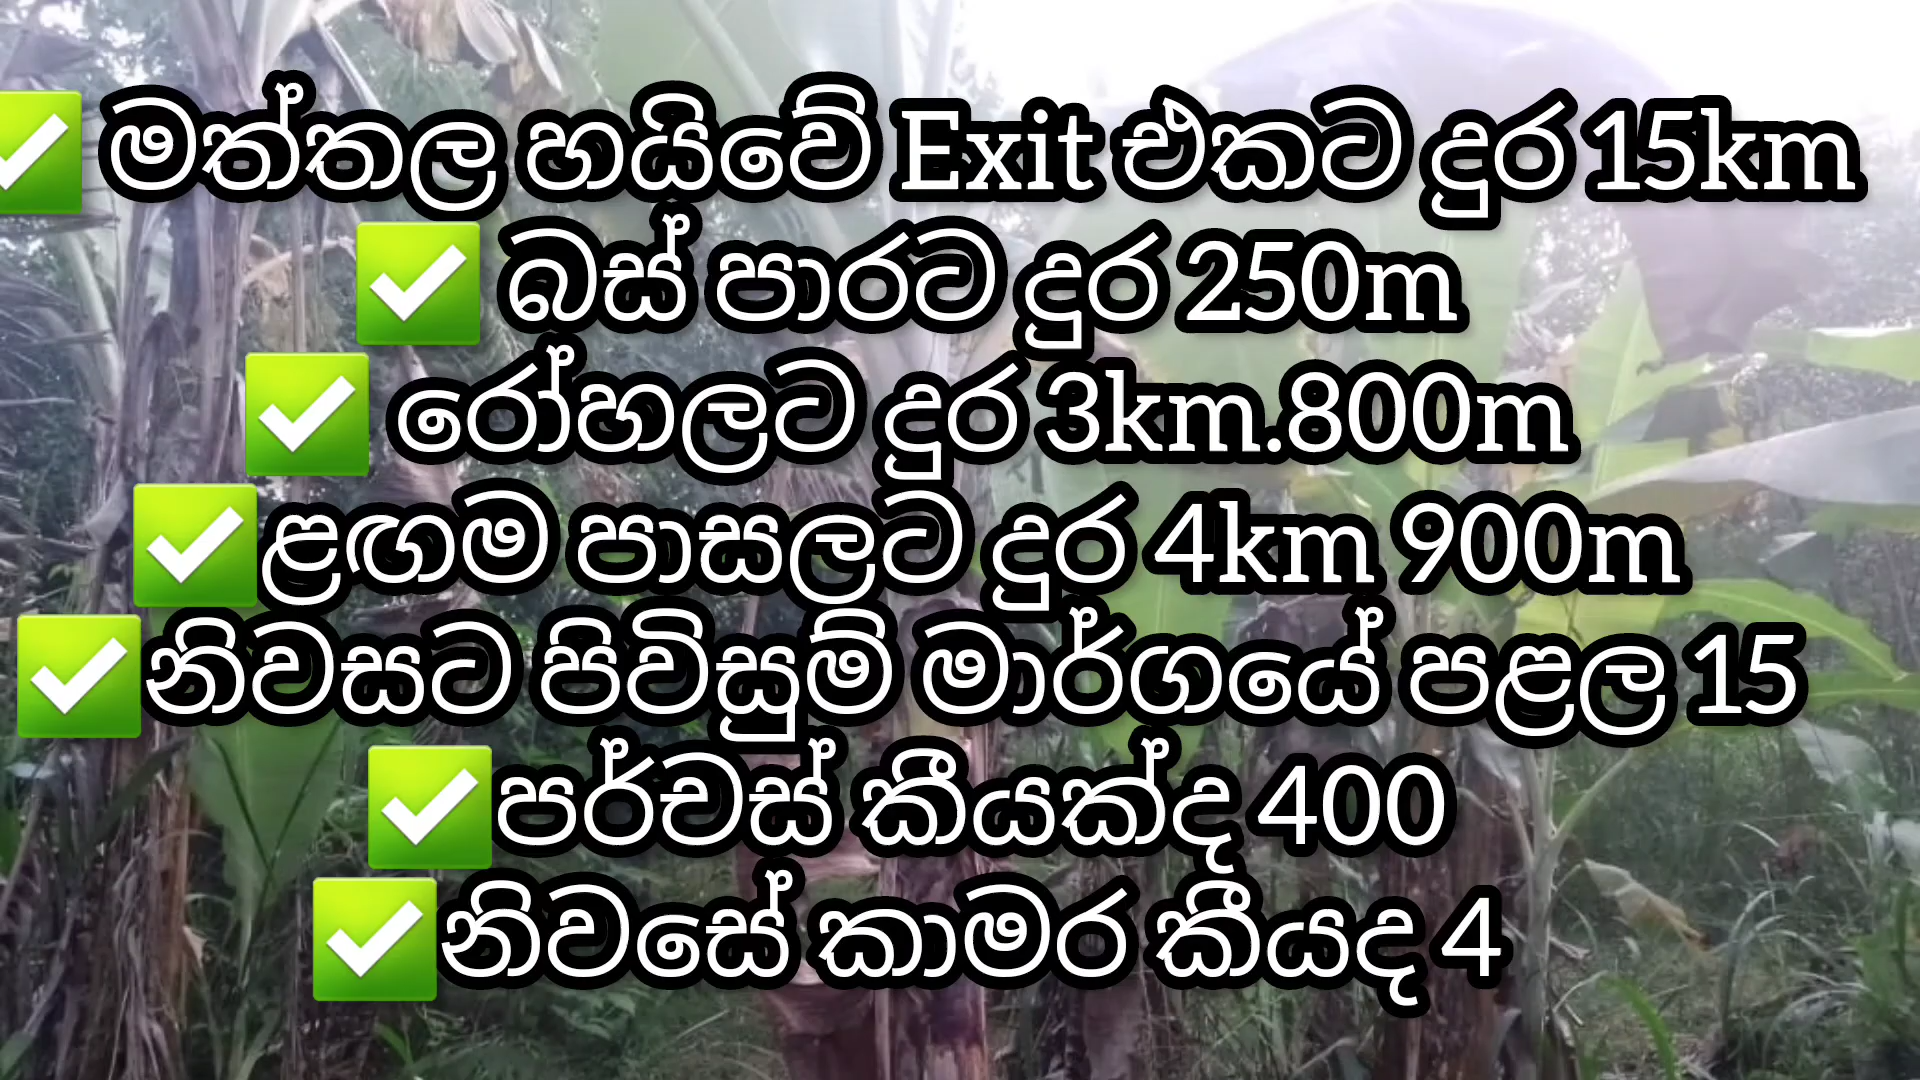 ✅ මත්තල හයිවේ Exit එකට දුර 15km
✅ බස් පාරට දුර 250m
✅ රෝහලට දුර 3km.800m
✅ළඟම පාසලට දුර 4km 900m
✅නිවසට පිවිසුම් මාර්ගයේ පළල 15
✅පර්චස් කීයක්ද 400
✅නිවසේ කාමර කීයද 4